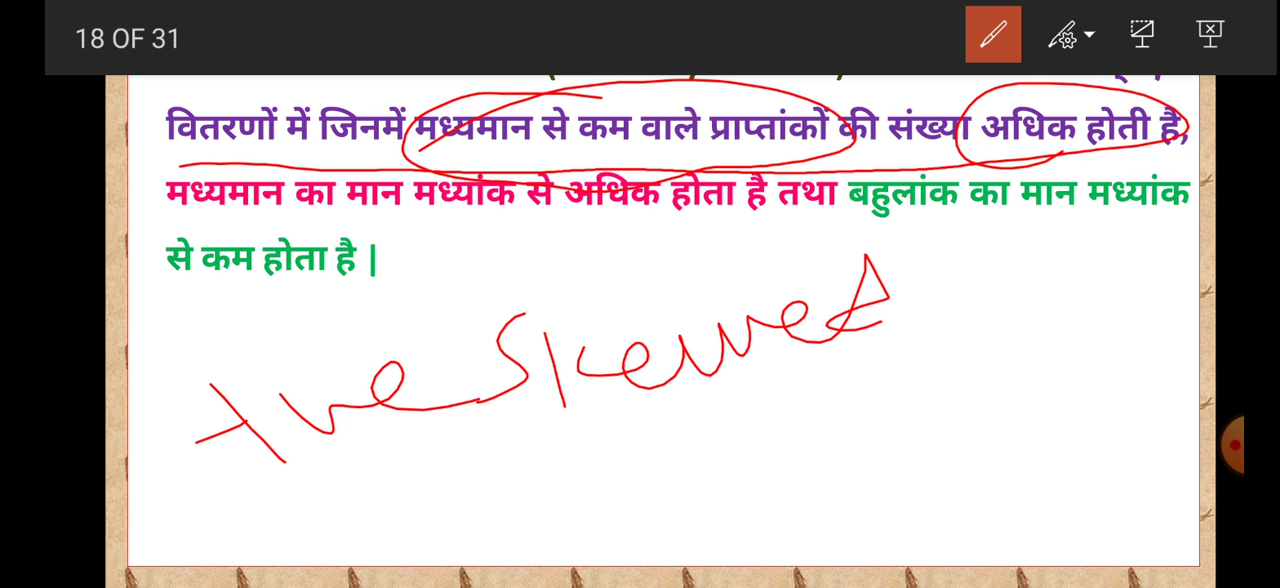 18 OF 31
वितरणों में जिनमें मध्यमान से कम वाले प्राप्तांकों की संख्या अधिक होती है,
मध्यमान का मान मध्यांक से अधिक होता है तथा बहुलांक का मान मध्यांक
से कम होता है |
+ve skewed